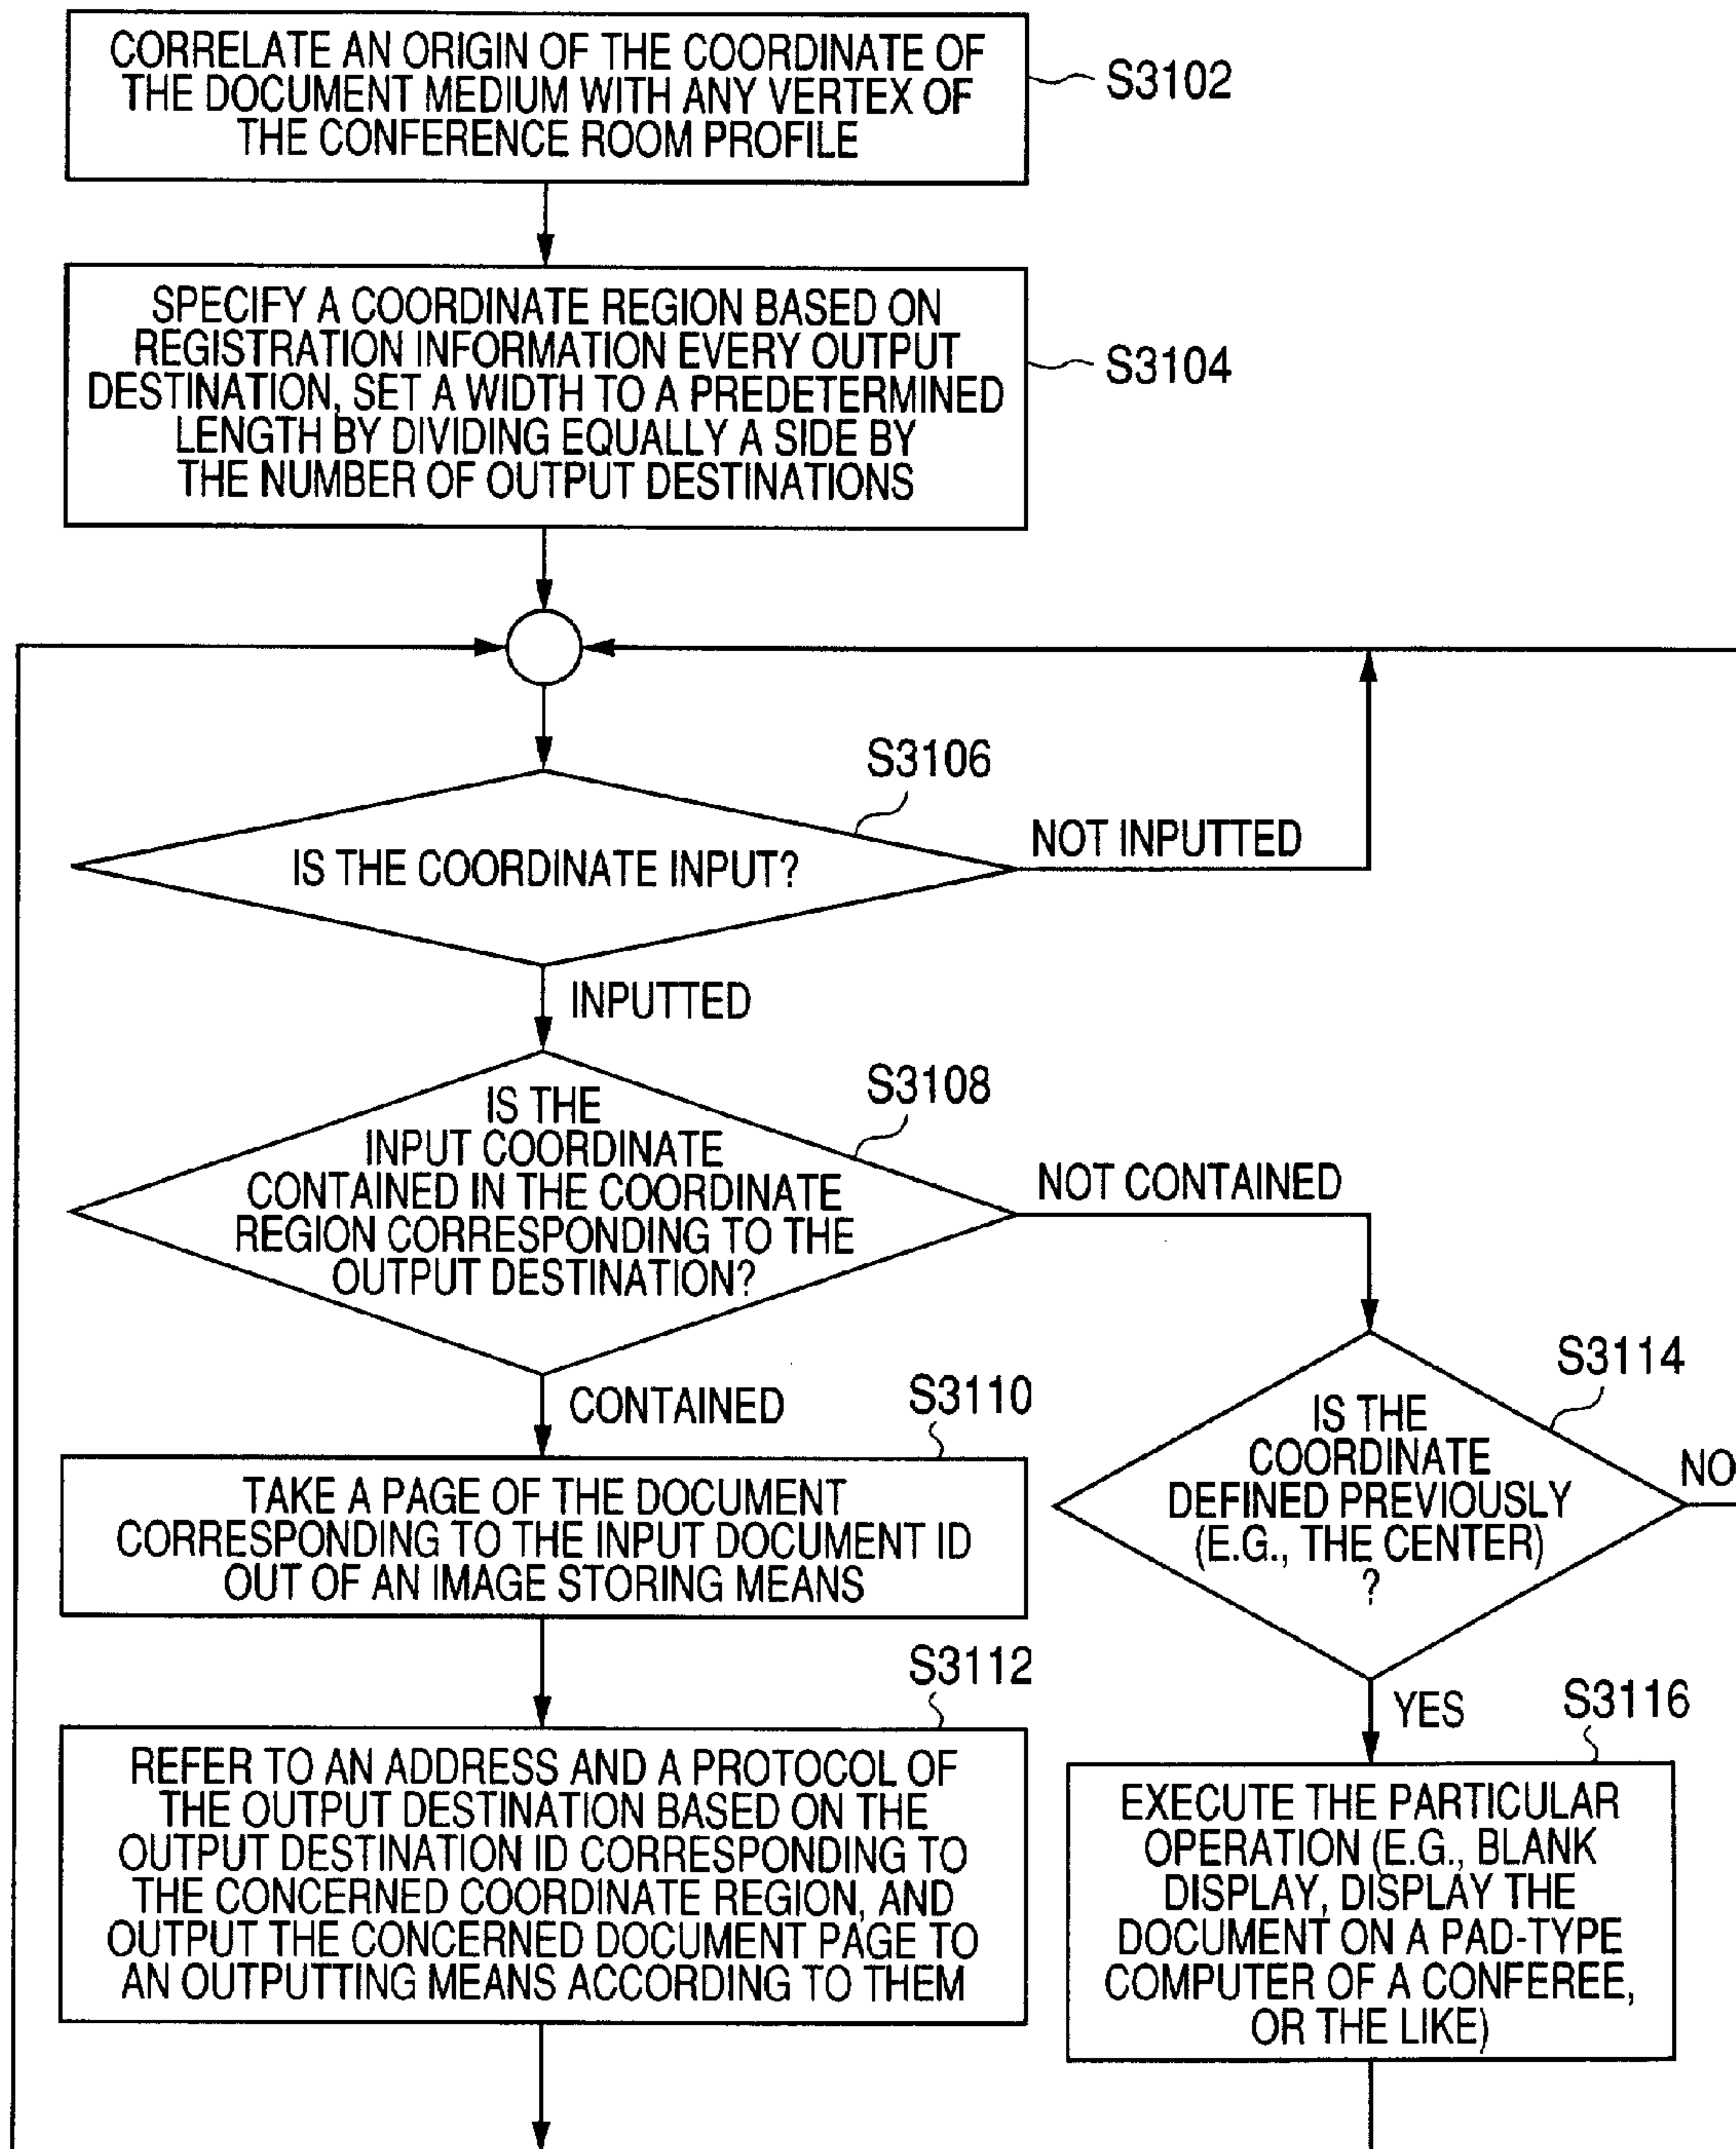 CORRELATE AN ORIGIN OF THE COORDINATE OF
THE DOCUMENT MEDIUM WITH ANY VERTEX OF
THE CONFERENCE ROOM PROFILE
S3102
SPECIFY A COORDINATE REGION BASED ON
REGISTRATION INFORMATION EVERY OUTPUT
DESTINATION, SET A WIDTH TO A PREDETERMINED
LENGTH BY DIVIDING EQUALLY A SIDE BY
THE NUMBER OF OUTPUT DESTINATIONS
S3104
S3106
IS THE COORDINATE INPUT?
NOT INPUTTED
INPUTTED
S3108
IS THE
INPUT COORDINATE
CONTAINED IN THE COORDINATE
REGION CORRESPONDING TO THE
OUTPUT DESTINATION?
NOT CONTAINED
CONTAINED
S3110
TAKE A PAGE OF THE DOCUMENT
CORRESPONDING TO THE INPUT DOCUMENT ID
OUT OF AN IMAGE STORING MEANS
S3114
IS THE
COORDINATE
DEFINED PREVIOUSLY
(E.G., THE CENTER)
?
NO
YES
S3112
REFER TO AN ADDRESS AND A PROTOCOL OF
THE OUTPUT DESTINATION BASED ON THE
OUTPUT DESTINATION ID CORRESPONDING TO
THE CONCERNED COORDINATE REGION, AND
OUTPUT THE CONCERNED DOCUMENT PAGE TO
AN OUTPUTTING MEANS ACCORDING TO THEM
S3116
EXECUTE THE PARTICULAR
OPERATION (E.G., BLANK
DISPLAY, DISPLAY THE
DOCUMENT ON A PAD-TYPE
COMPUTER OF A CONFEREE,
OR THE LIKE)